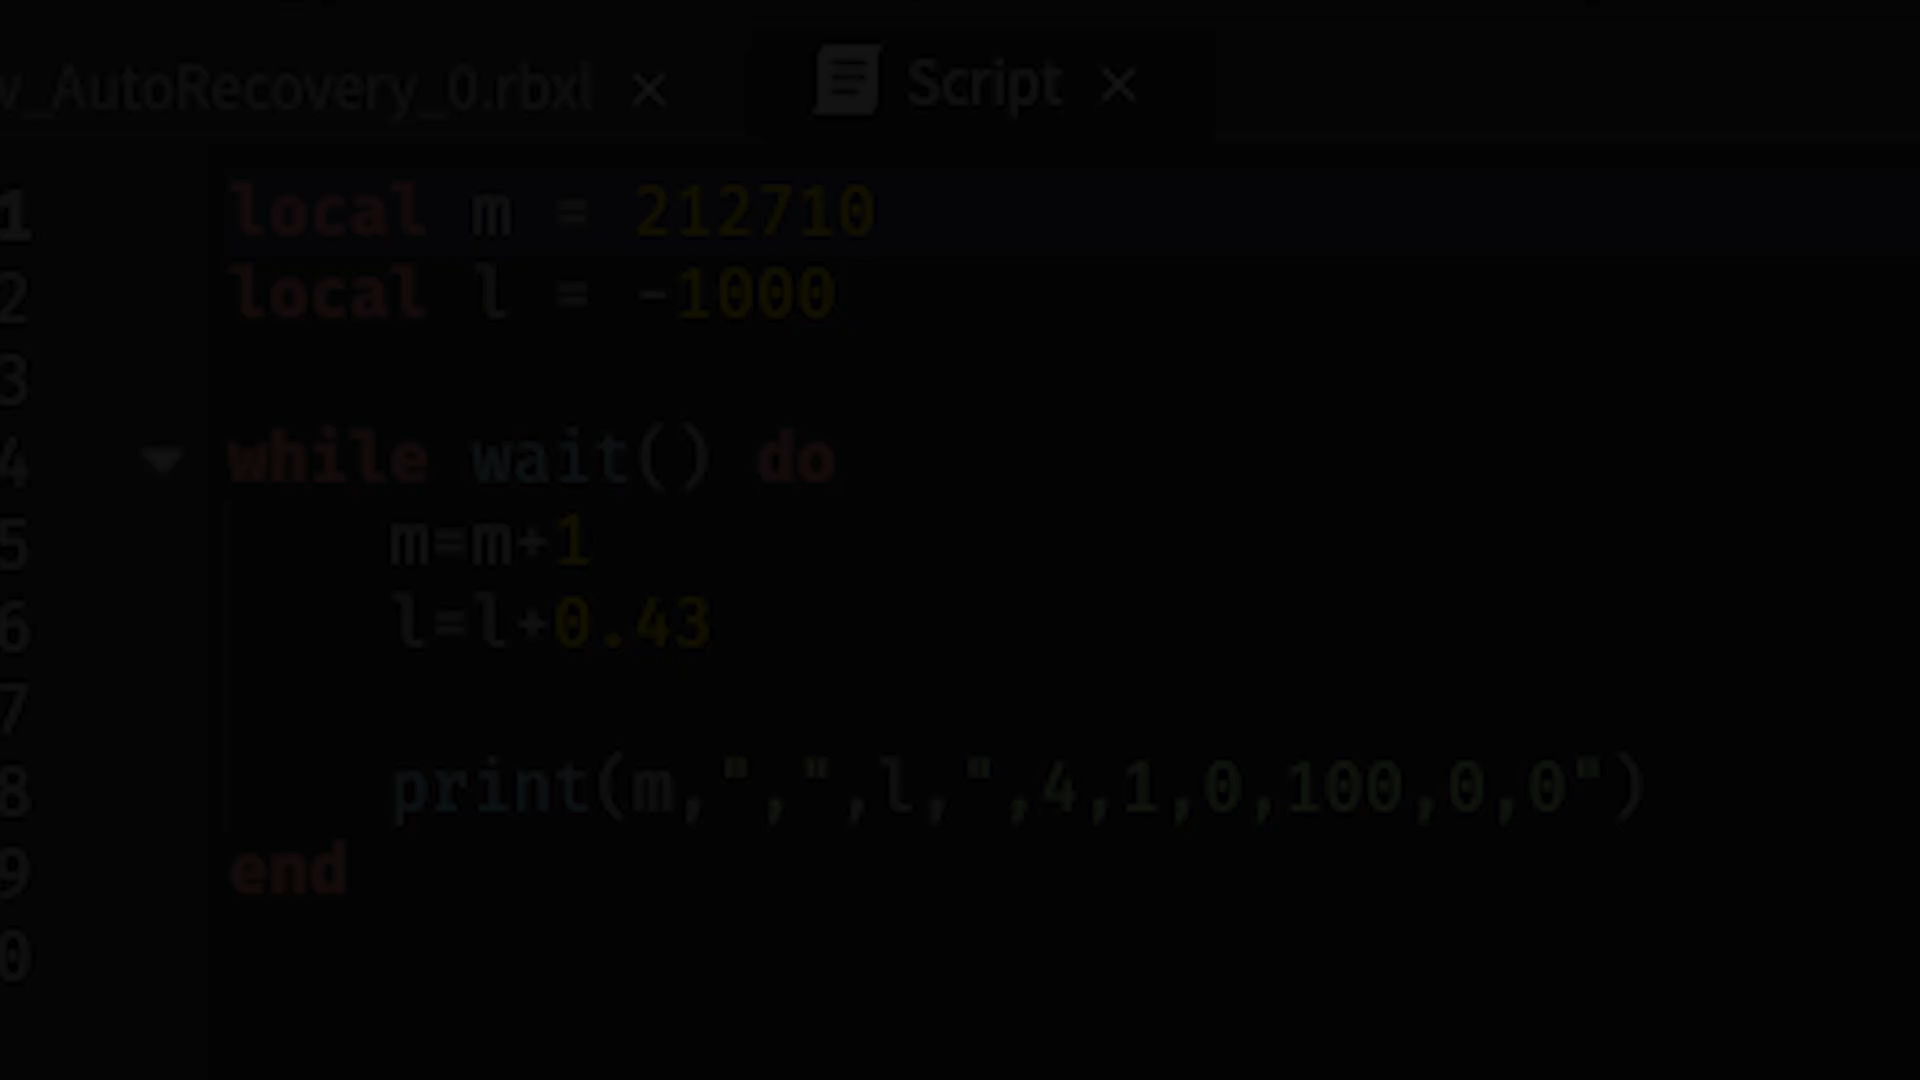 v_AutoRecovery_0.rbxl × Script ×
1 local m = 212710
2 local l = -1000
3
4 while wait() do
5 m=m+1
6 l=l+0.43
7
8 print(m,",",l,",4,1,0,100,0,0")
9 end
0